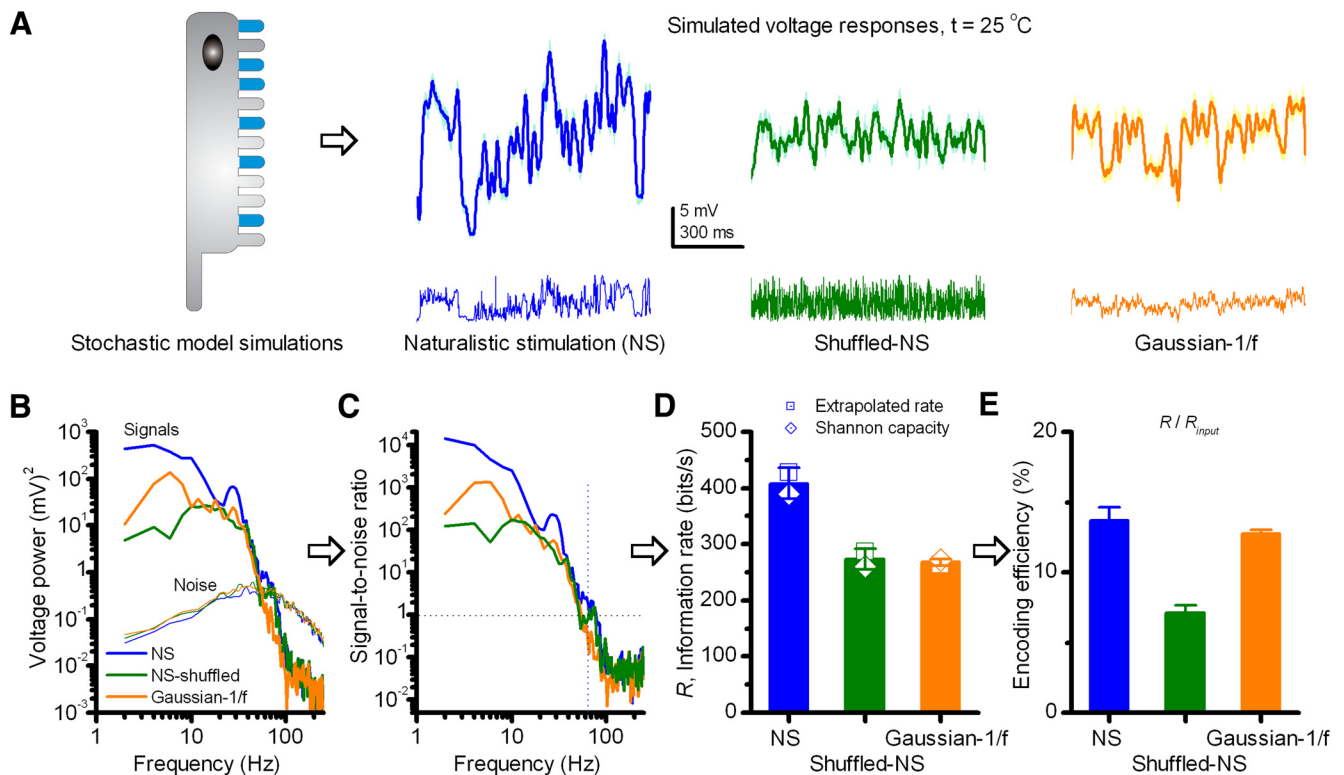 A
Simulated voltage responses, t = 25 °C
5 mV
300 ms
Stochastic model simulations
Naturalistic stimulation (NS)
Shuffled-NS
Gaussian-1/f
B
Voltage power (mV)²
10³
10²
10¹
10⁰
10⁻¹
10⁻²
10⁻³
Signals
Noise
NS
NS-shuffled
Gaussian-1/f
1
10
100
Frequency (Hz)
C
Signal-to-noise ratio
10⁴
10³
10²
10¹
1
10⁻¹
10⁻²
1
10
100
Frequency (Hz)
D
Extrapolated rate
Shannon capacity
R, Information rate (bits/s)
500
400
300
250
100
0
NS
Gaussian-1/f
Shuffled-NS
E
R / Rinput
Encoding efficiency (%)
20
10
0
NS
Gaussian-1/f
Shuffled-NS